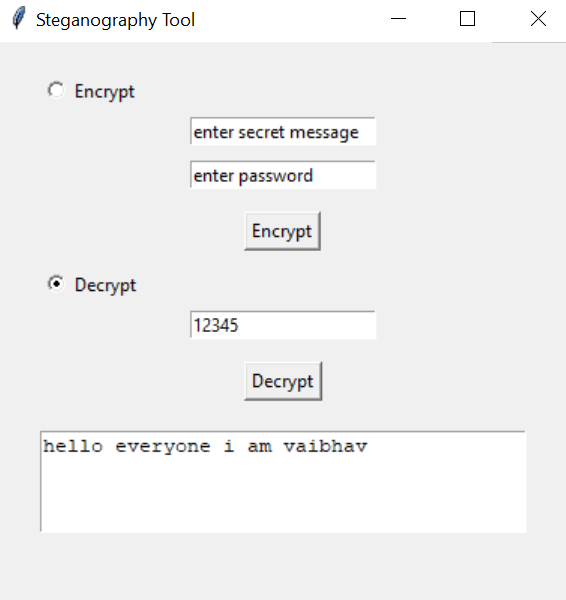 Steganography Tool
Encrypt
enter secret message
enter password
Encrypt
Decrypt
12345
Decrypt
hello everyone i am vaibhav